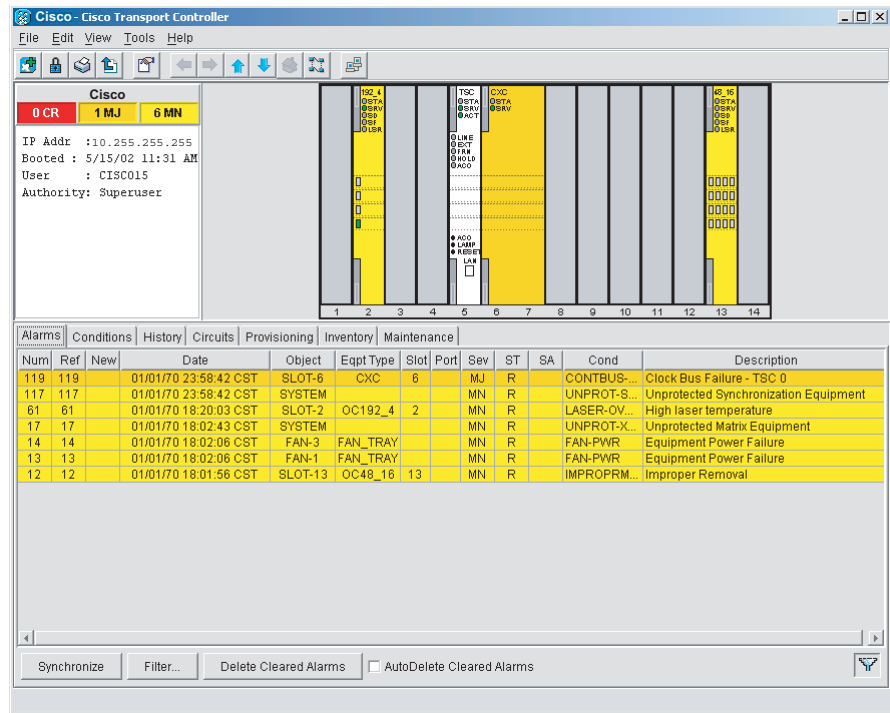 Cisco - Cisco Transport Controller
File Edit View Tools Help
Cisco
0 CR 1 MJ 6 MN
IP Addr :10.255.255.255
Booted : 5/15/02 11:31 AM
User : CISCO15
Authority: Superuser
192_4
STA
SRV
SD
SF
LSR
TSC
STA
SRV
ACT
LINE
EXT
FRN
HOLD
ACO
ACO
LAMP
RESET
LAN
CXC
STA
SRV
48_16
STA
SRV
SD
SF
LSR
1 2 3 4 5 6 7 8 9 10 11 12 13 14
Alarms Conditions History Circuits Provisioning Inventory Maintenance
Num Ref New Date Object Eqpt Type Slot Port Sev ST SA Cond Description
119 119 01/01/70 23:58:42 CST SLOT-6 CXC 6 MJ R CONTBUS-... Clock Bus Failure - TSC 0
117 117 01/01/70 23:58:42 CST SYSTEM MN R UNPROT-S... Unprotected Synchronization Equipment
61 61 01/01/70 18:20:03 CST SLOT-2 OC192_4 2 MN R LASER-OV... High laser temperature
17 17 01/01/70 18:02:43 CST SYSTEM MN R UNPROT-X... Unprotected Matrix Equipment
14 14 01/01/70 18:02:06 CST FAN-3 FAN_TRAY MN R FAN-PWR Equipment Power Failure
13 13 01/01/70 18:02:06 CST FAN-1 FAN_TRAY MN R FAN-PWR Equipment Power Failure
12 12 01/01/70 18:01:56 CST SLOT-13 OC48_16 13 MN R IMPROPRM... Improper Removal
Synchronize Filter... Delete Cleared Alarms AutoDelete Cleared Alarms